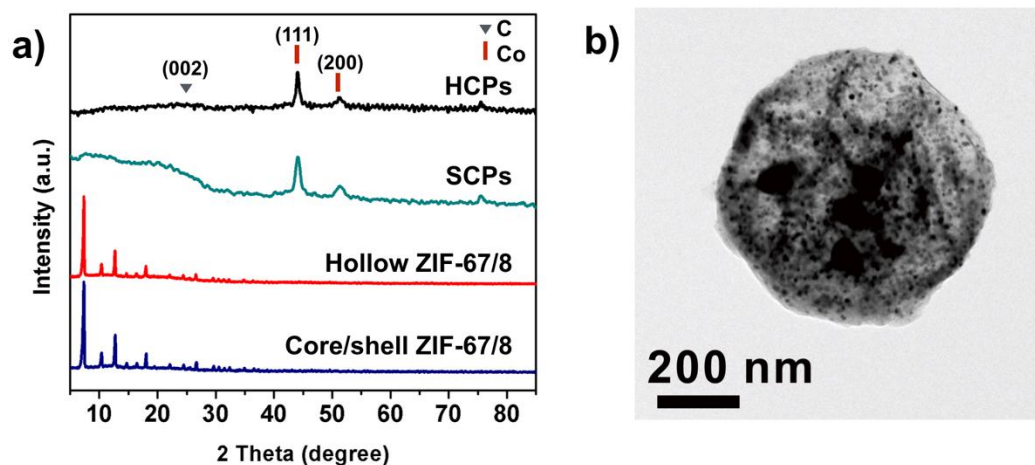 a)
C
Co
(111)
(200)
(002)
HCPs
SCPs
Hollow ZIF-67/8
Core/shell ZIF-67/8
Intensity (a.u.)
10 20 30 40 50 60 70 80
2 Theta (degree)
b)
200 nm